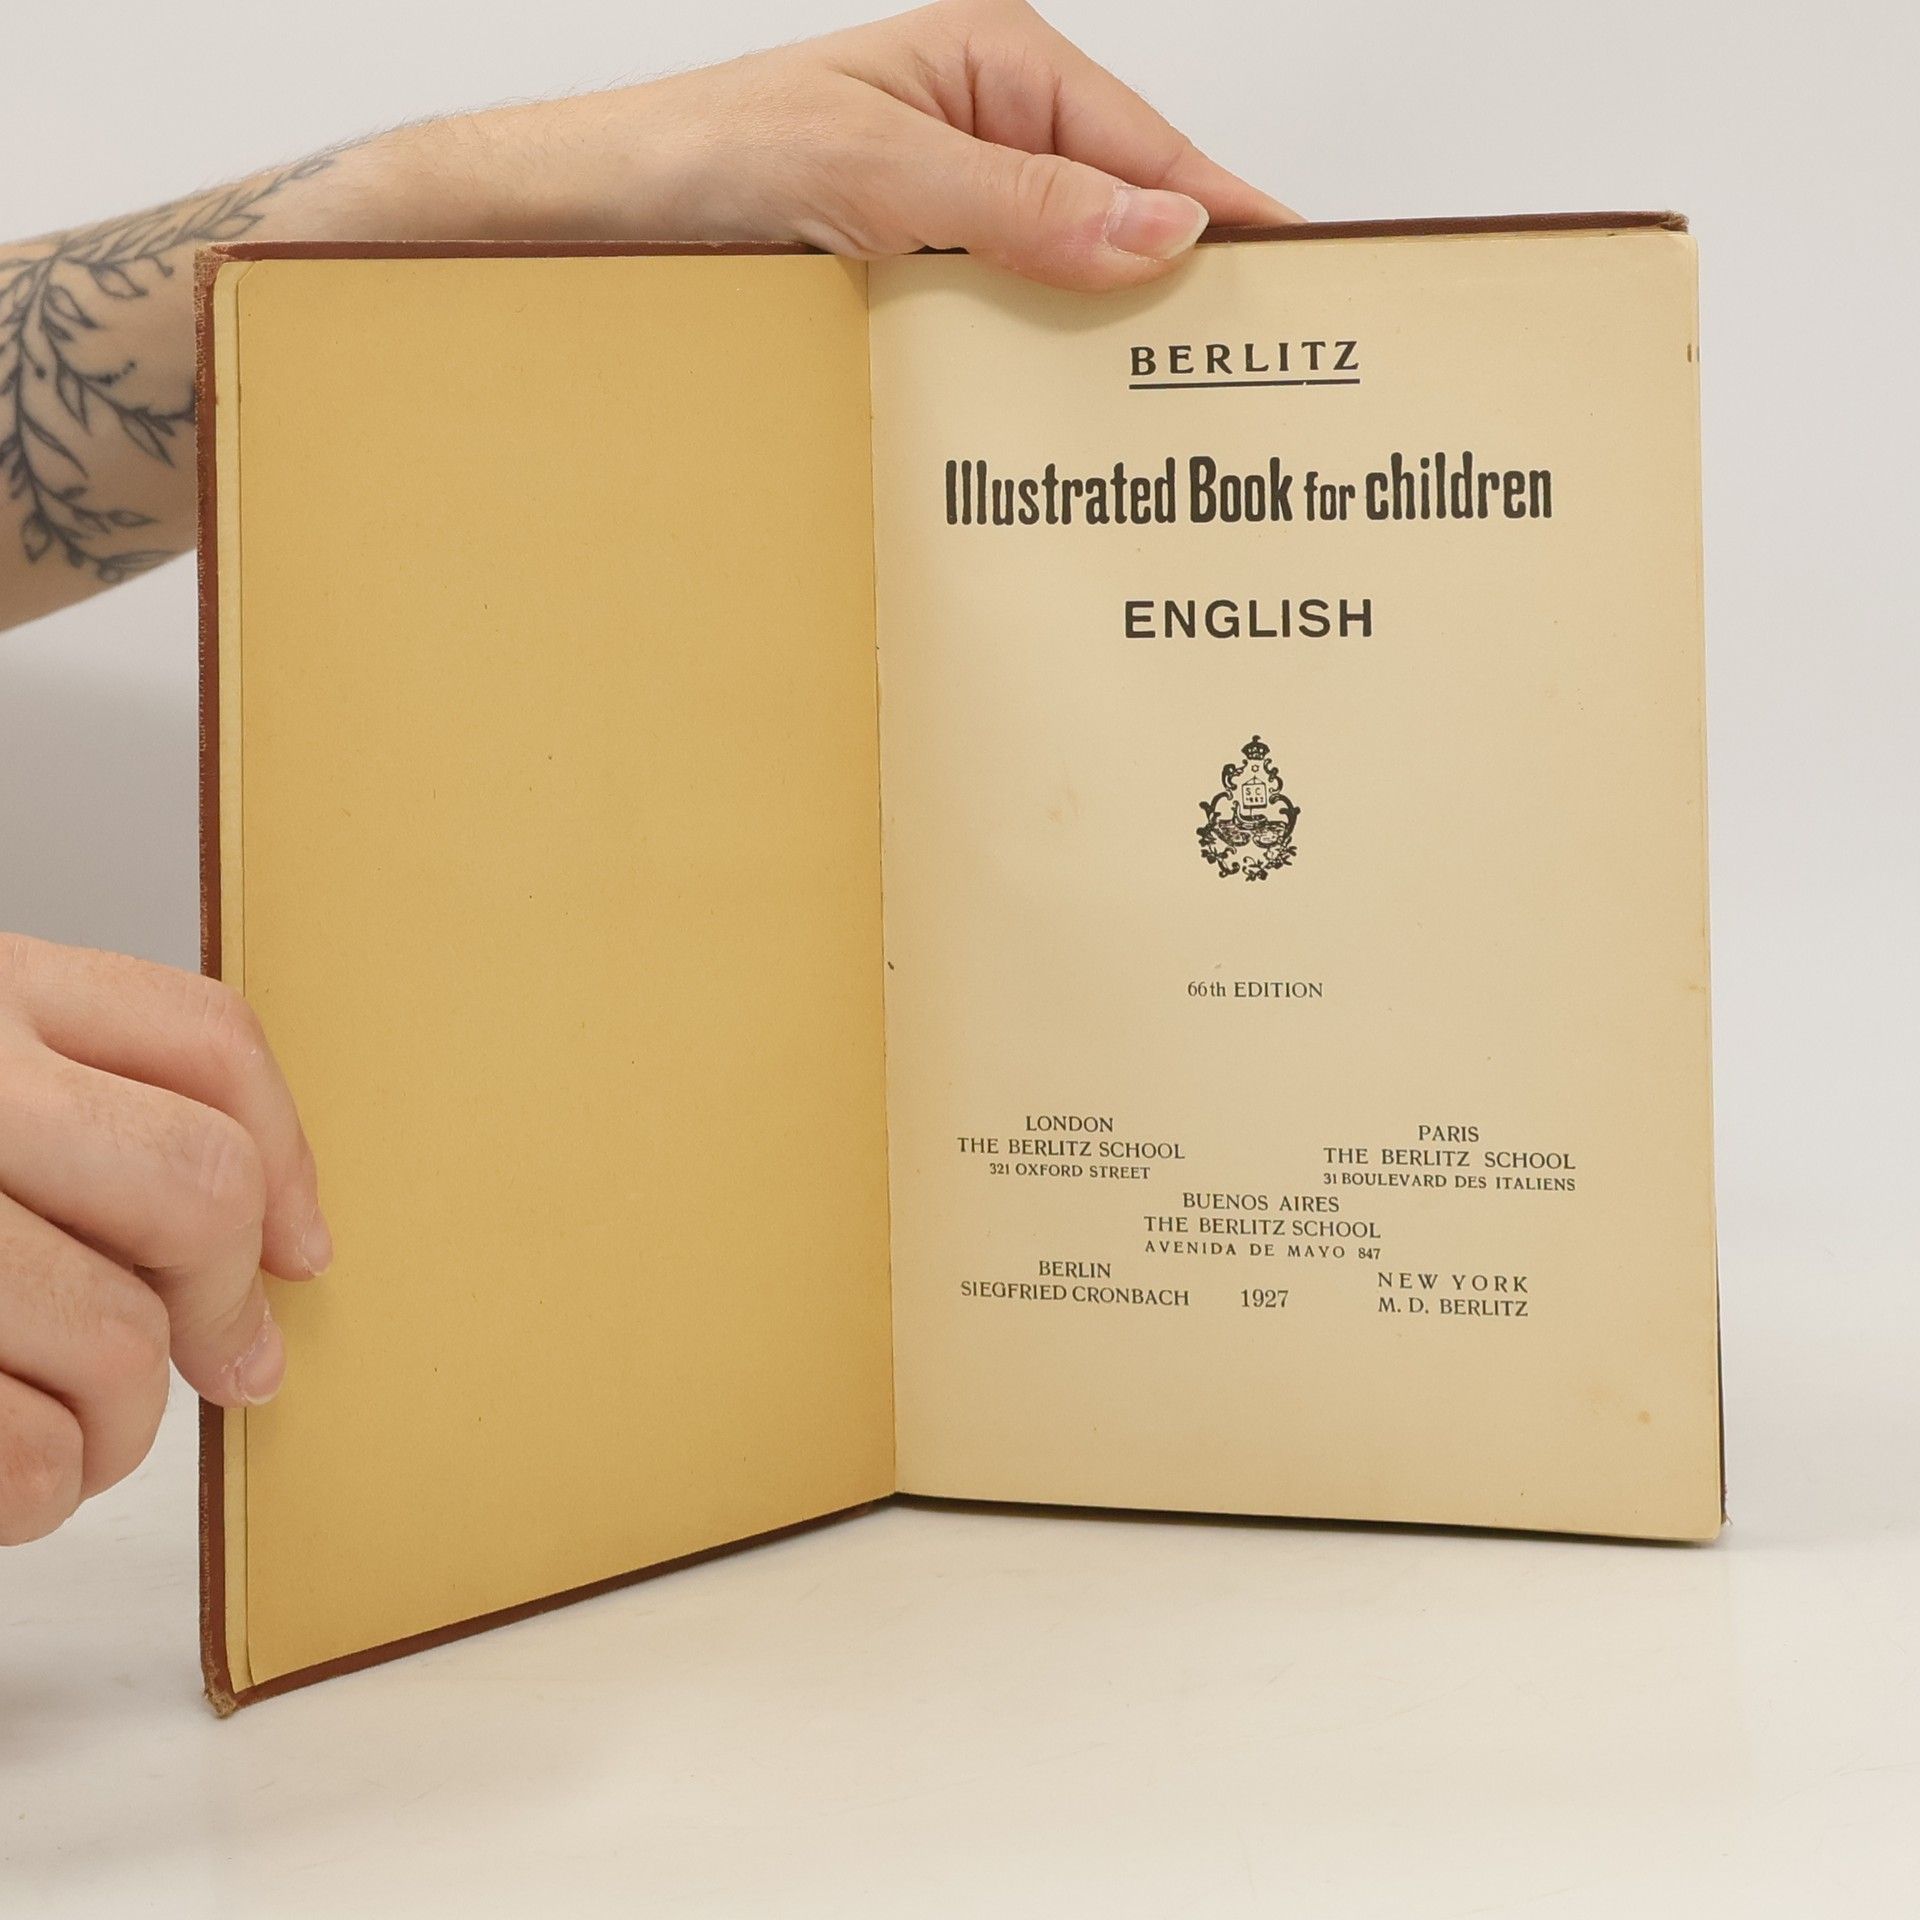 BERLITZ
Illustrated Book for children
ENGLISH
S C
66th EDITION
LONDON
THE BERLITZ SCHOOL
321 OXFORD STREET
PARIS
THE BERLITZ SCHOOL
31 BOULEVARD DES ITALIENS
BUENOS AIRES
THE BERLITZ SCHOOL
AVENIDA DE MAYO 847
BERLIN
SIEGFRIED CRONBACH
1927
NEW YORK
M. D. BERLITZ